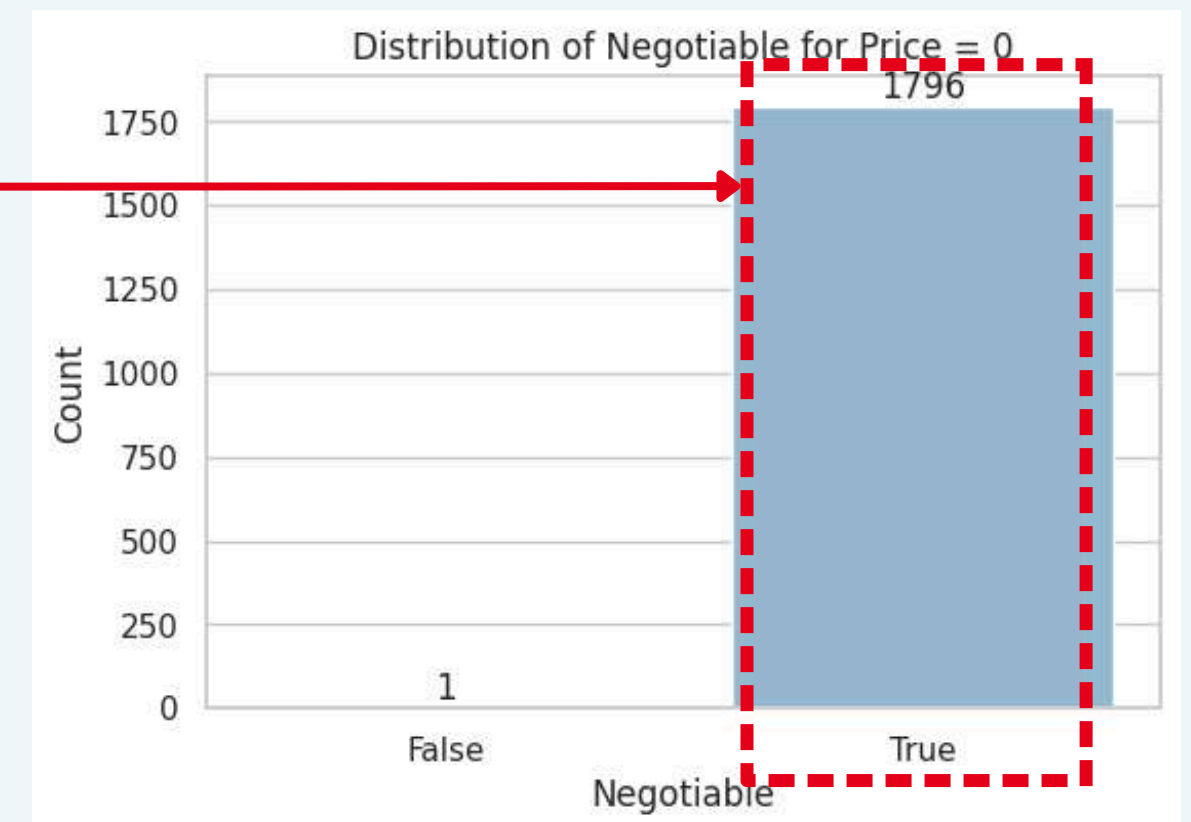 Distribution of Negotiable for Price = 0
1796
1750
1500
1250
1000
750
500
250
0
Count
1
False
True
Negotiable